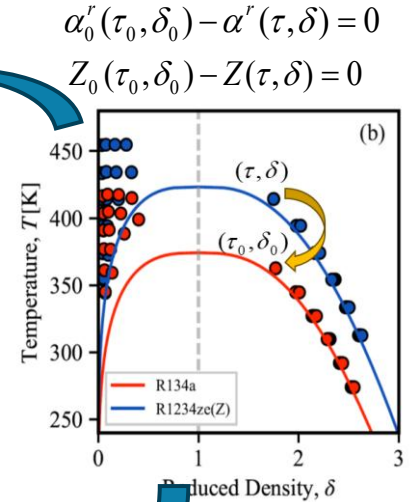 α₀ʳ(τ₀,δ₀)−αʳ(τ,δ)=0
Z₀(τ₀,δ₀)−Z(τ,δ)=0
(b)
Temperature, T[K]
450
400
350
300
250
(τ,δ)
(τ₀,δ₀)
R134a
R1234ze(Z)
0 1 2 3
duced Density, δ